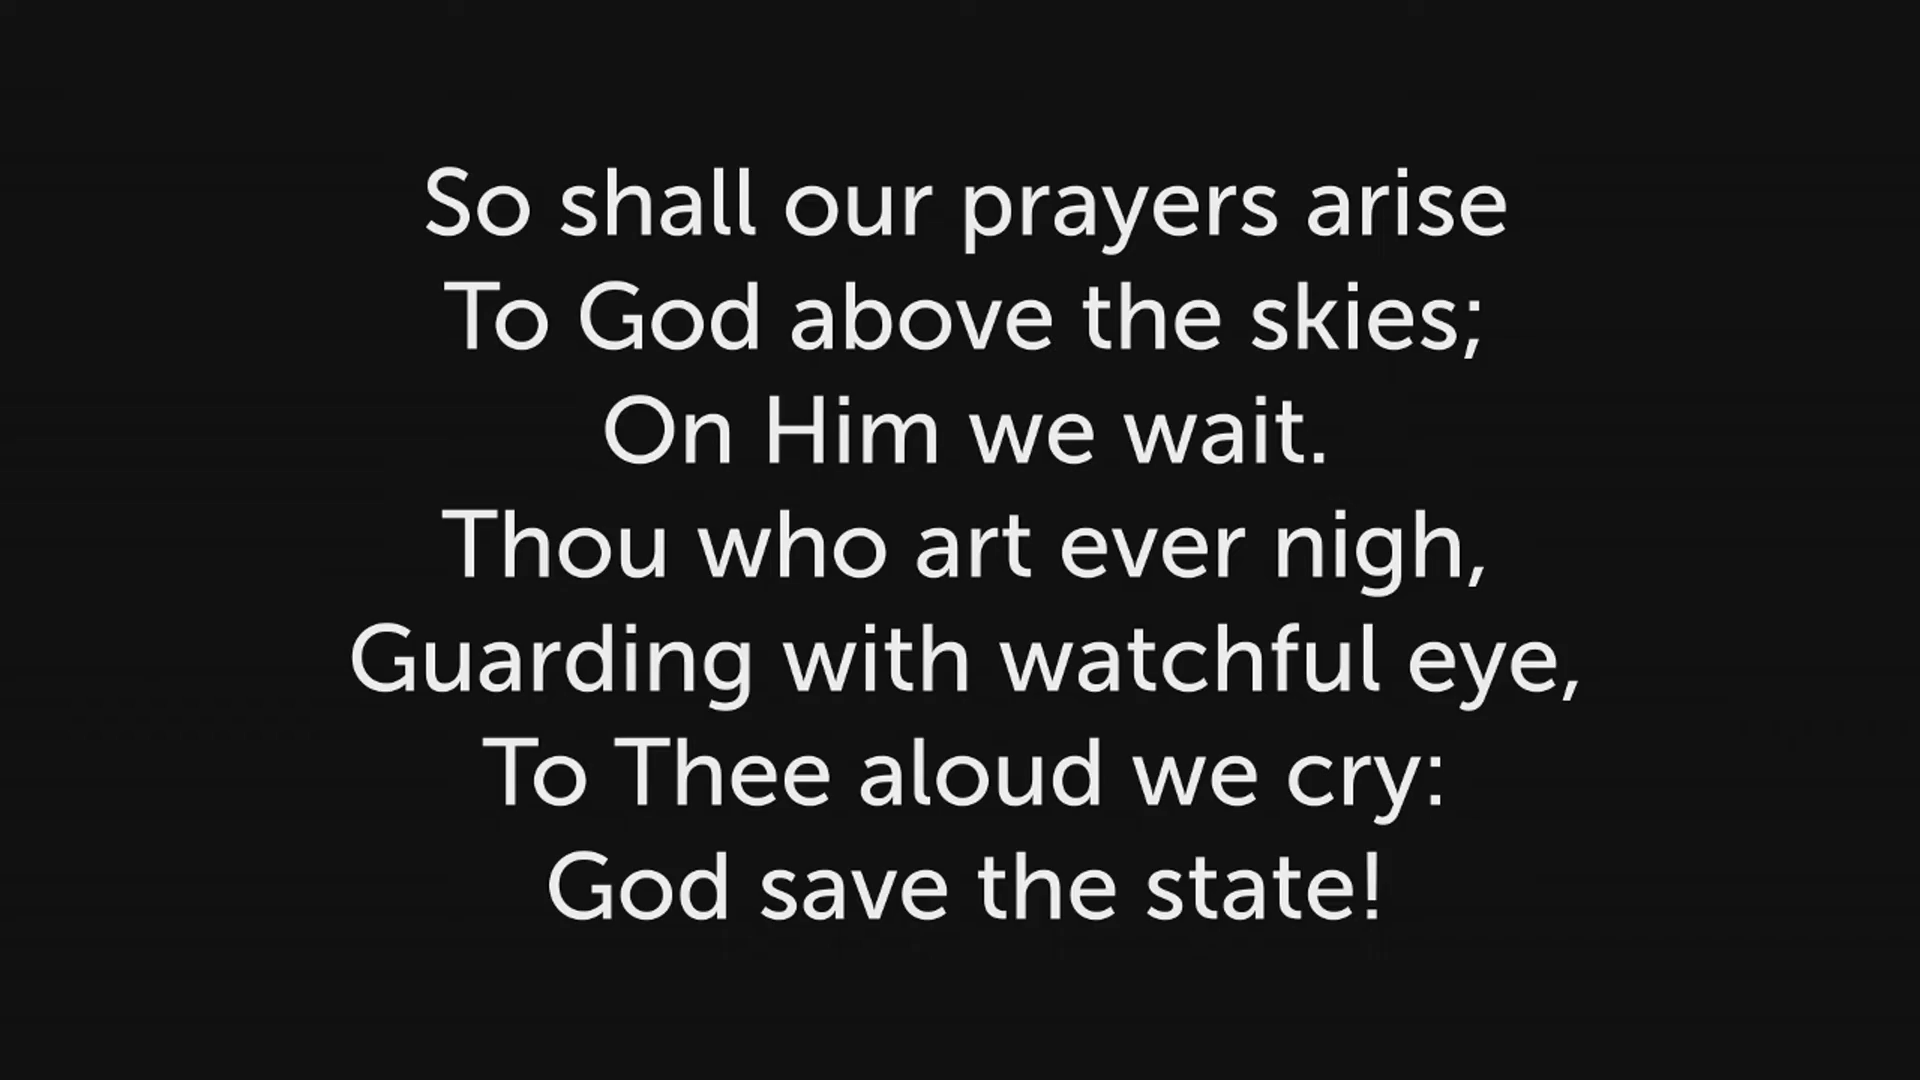 So shall our prayers arise
To God above the skies;
On Him we wait.
Thou who art ever nigh,
Guarding with watchful eye,
To Thee aloud we cry:
God save the state!